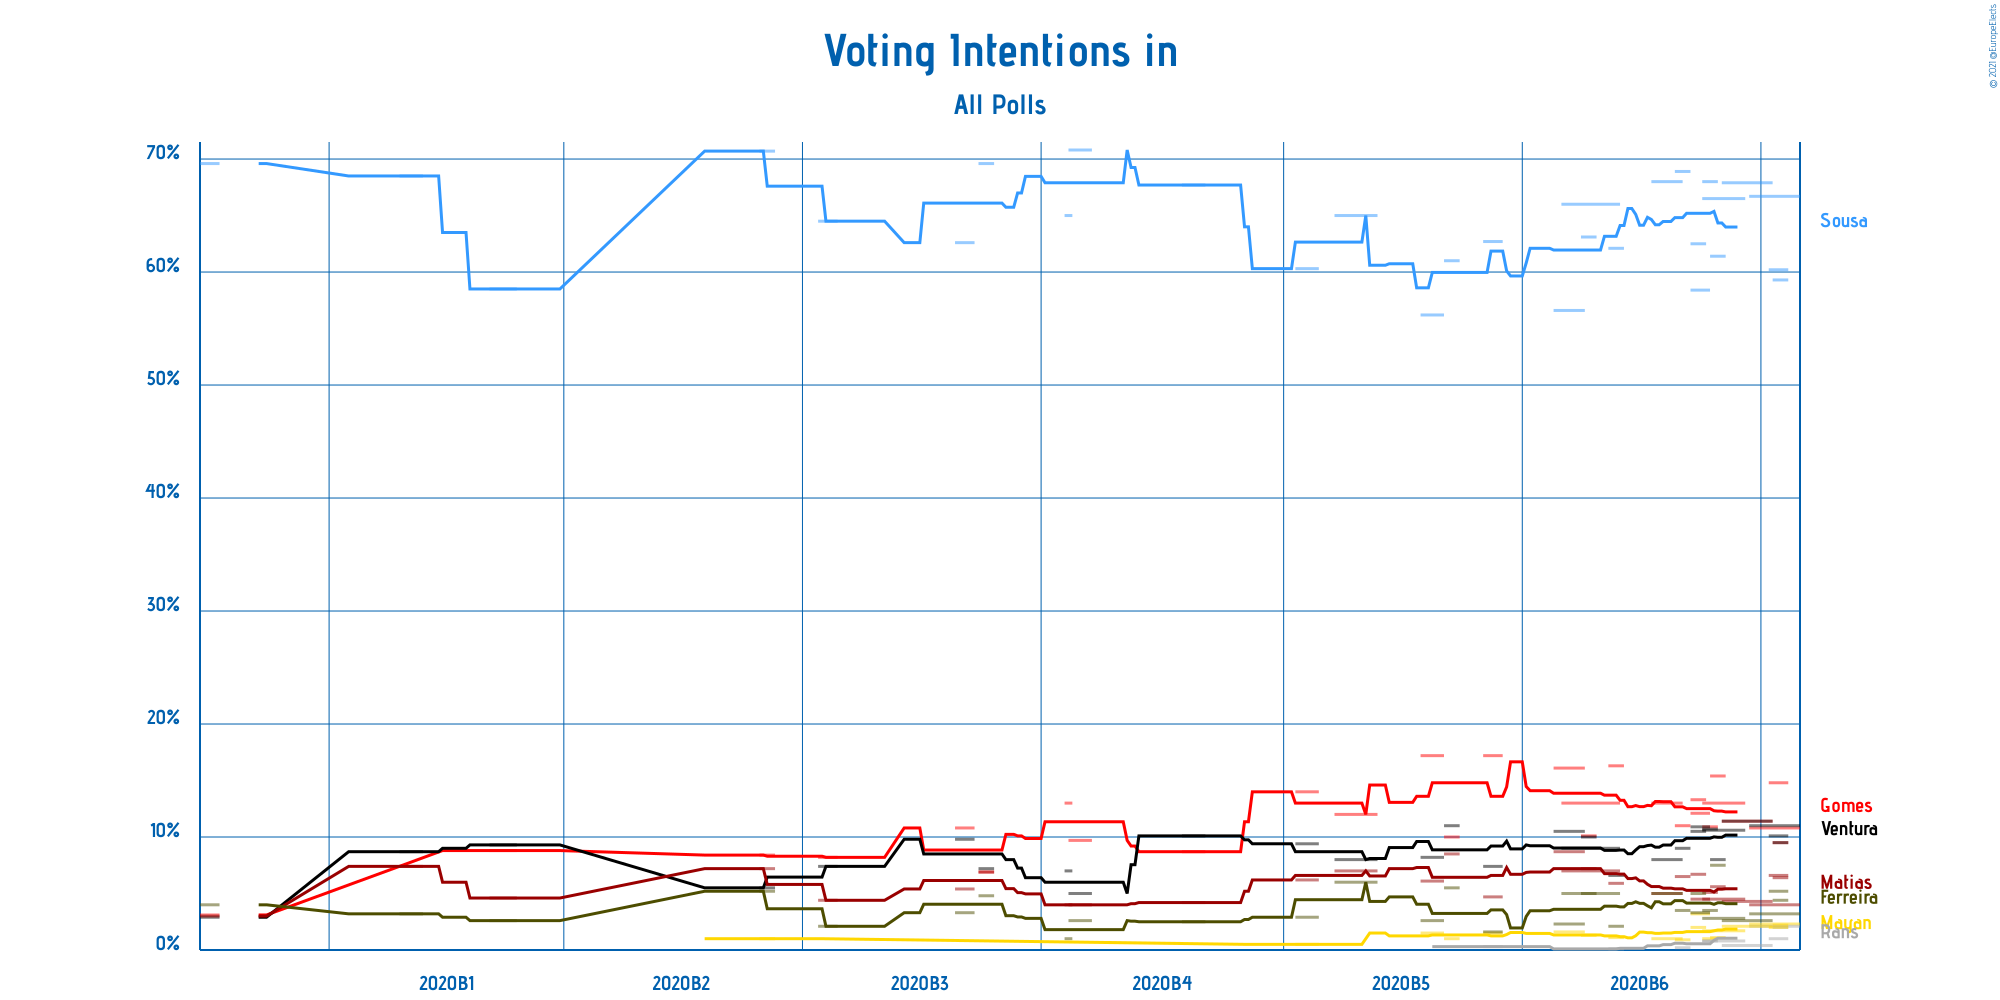 Voting Intentions in
All Polls
© 2021 @EuropeElects
70%
60%
50%
40%
30%
20%
10%
0%
Sousa
Gomes
Ventura
Matias
Ferreira
Mayan
Rans
2020B1
2020B2
2020B3
2020B4
2020B5
2020B6